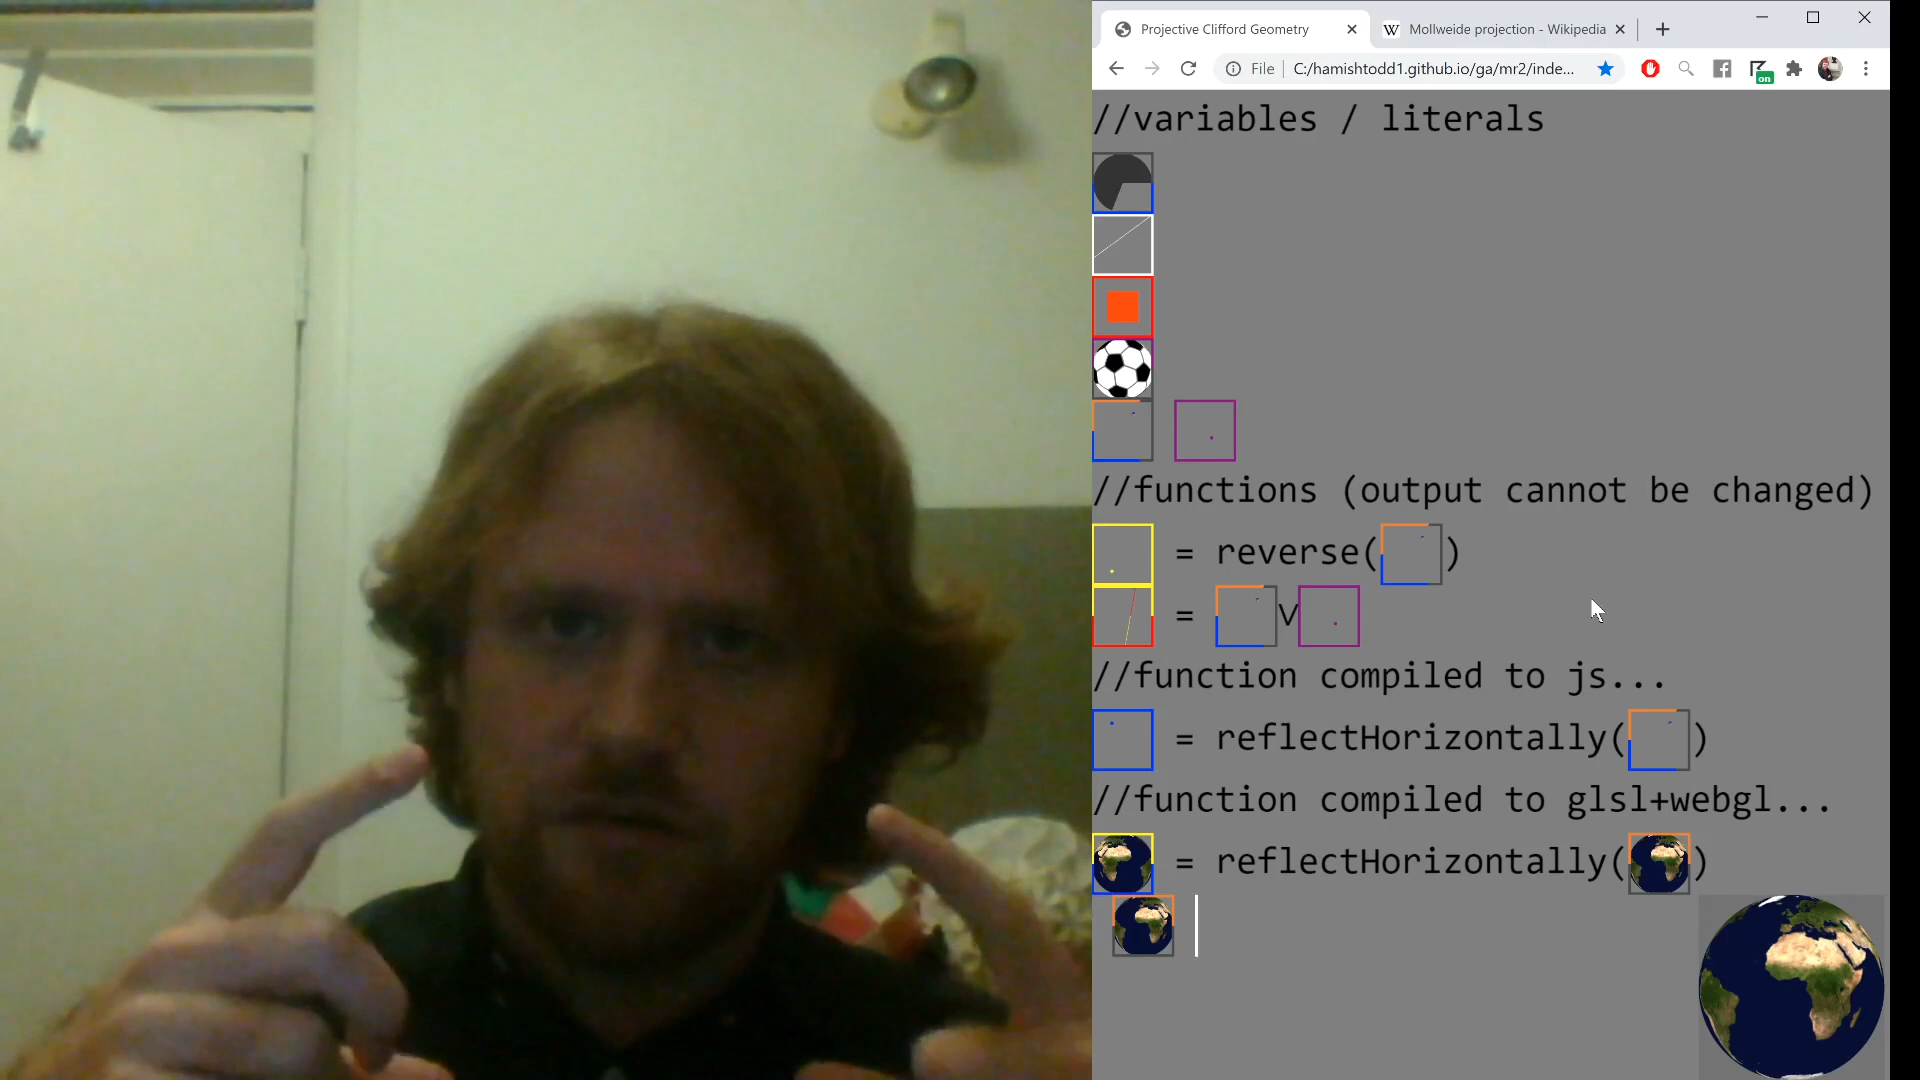 Projective Clifford Geometry
W Mollweide projection - Wikipedia
File C:/hamishtodd1.github.io/ga/mr2/inde...
on
//variables / literals
//functions (output cannot be changed)
= reverse( )
= V
//function compiled to js...
= reflectHorizontally( )
//function compiled to glsl+webgl...
= reflectHorizontally( )